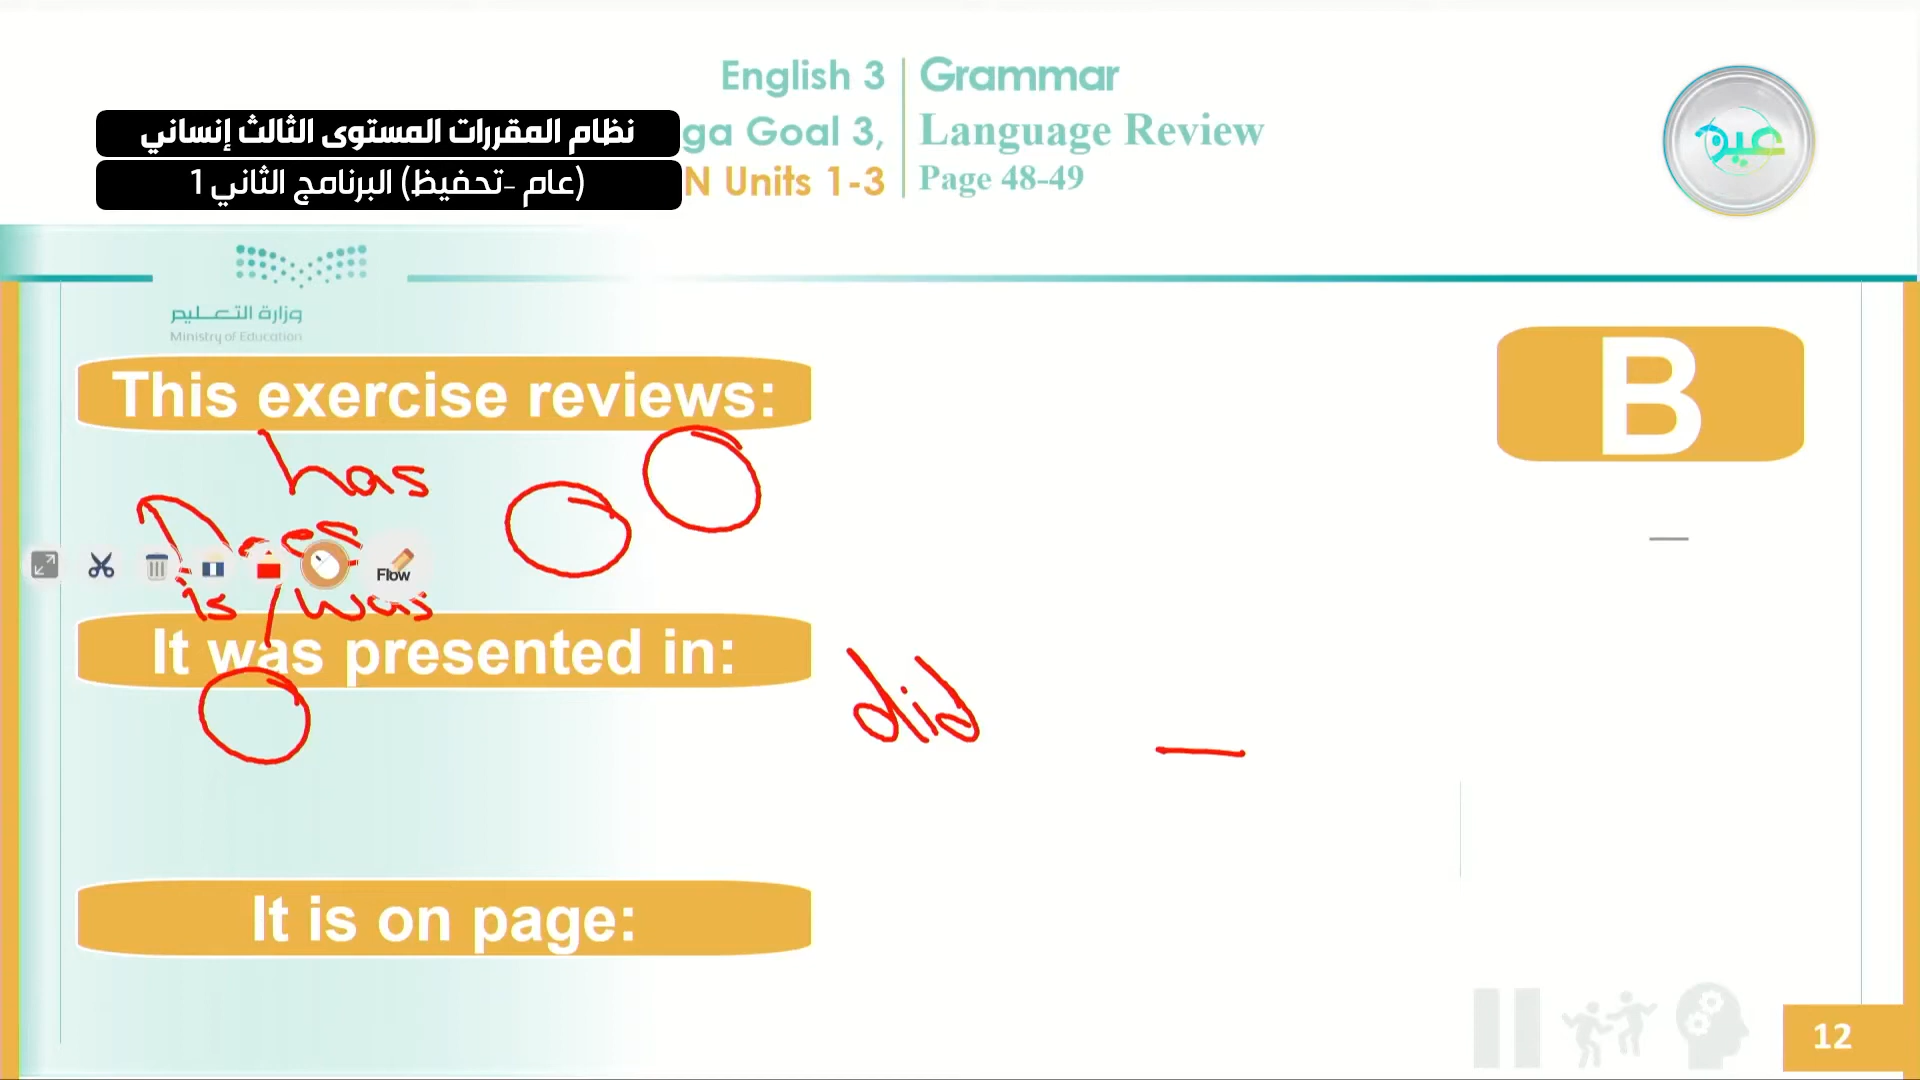 English 3
Grammar
نظام المقررات المستوى الثالث إنساني
ga Goal 3,
Language Review
(عام -تحفيظ) البرنامج الثاني 1
N Units 1-3
Page 48-49
عين
وزارة التعليم
Ministry of Education
This exercise reviews:
B
has
Flow
is / was
It was presented in:
did
It is on page:
12